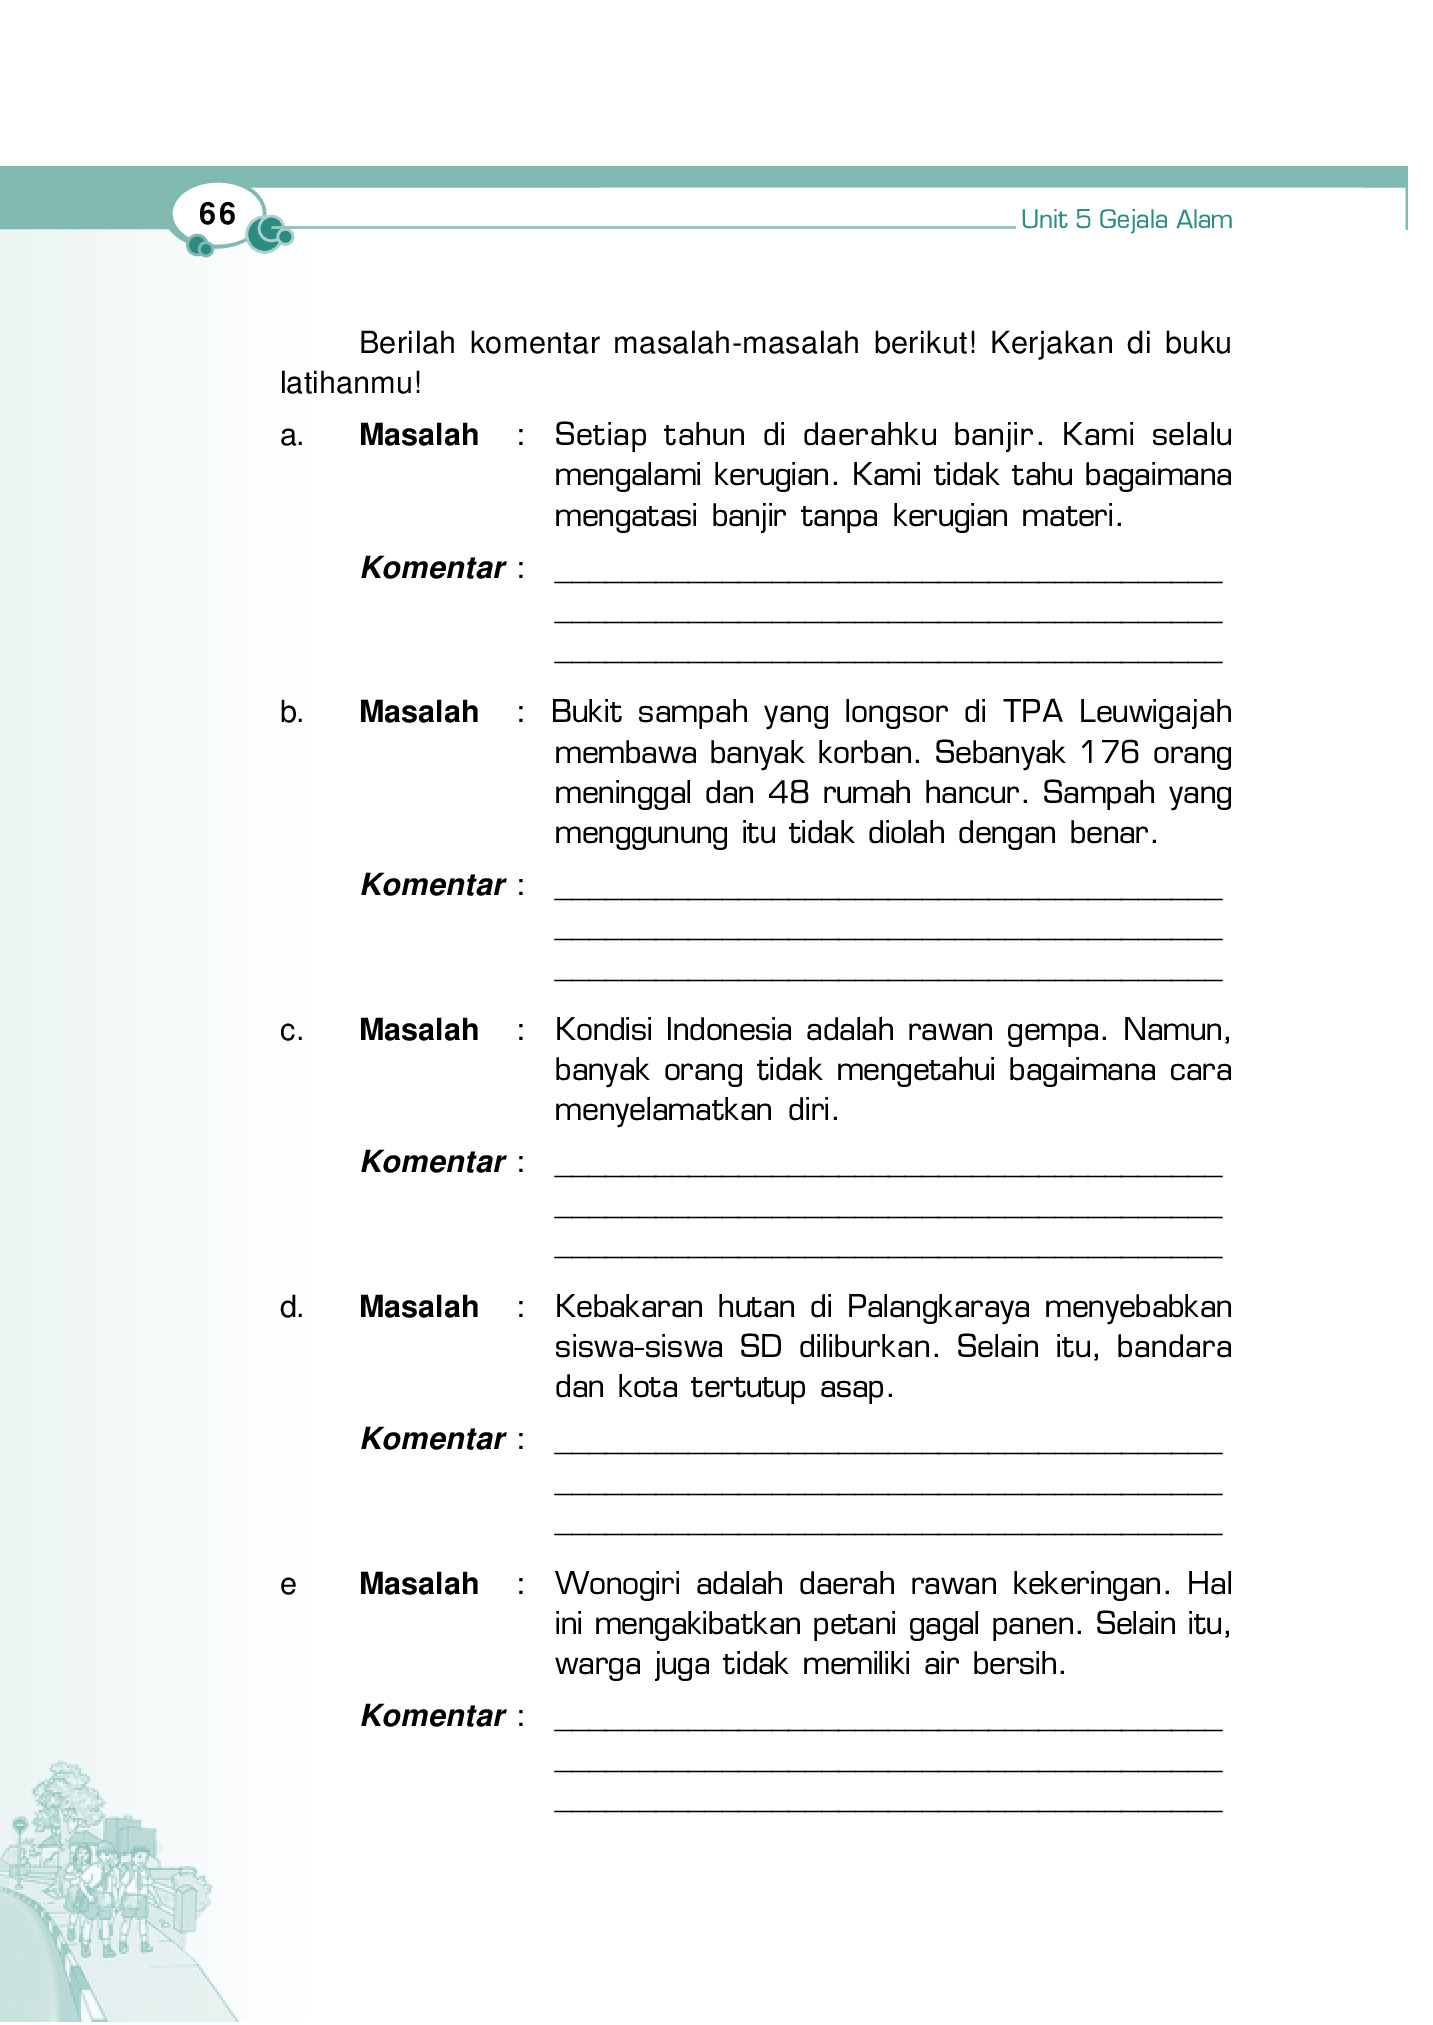 66
Unit 5 Gejala Alam
Berilah komentar masalah-masalah berikut! Kerjakan di buku
latihanmu!
a. Masalah : Setiap tahun di daerahku banjir. Kami selalu
mengalami kerugian. Kami tidak tahu bagaimana
mengatasi banjir tanpa kerugian materi.
Komentar : ________________________________________
________________________________________
________________________________________
b. Masalah : Bukit sampah yang longsor di TPA Leuwigajah
membawa banyak korban. Sebanyak 176 orang
meninggal dan 48 rumah hancur. Sampah yang
menggunung itu tidak diolah dengan benar.
Komentar : ________________________________________
________________________________________
________________________________________
c. Masalah : Kondisi Indonesia adalah rawan gempa. Namun,
banyak orang tidak mengetahui bagaimana cara
menyelamatkan diri.
Komentar : ________________________________________
________________________________________
________________________________________
d. Masalah : Kebakaran hutan di Palangkaraya menyebabkan
siswa-siswa SD diliburkan. Selain itu, bandara
dan kota tertutup asap.
Komentar : ________________________________________
________________________________________
________________________________________
e Masalah : Wonogiri adalah daerah rawan kekeringan. Hal
ini mengakibatkan petani gagal panen. Selain itu,
warga juga tidak memiliki air bersih.
Komentar : ________________________________________
________________________________________
________________________________________